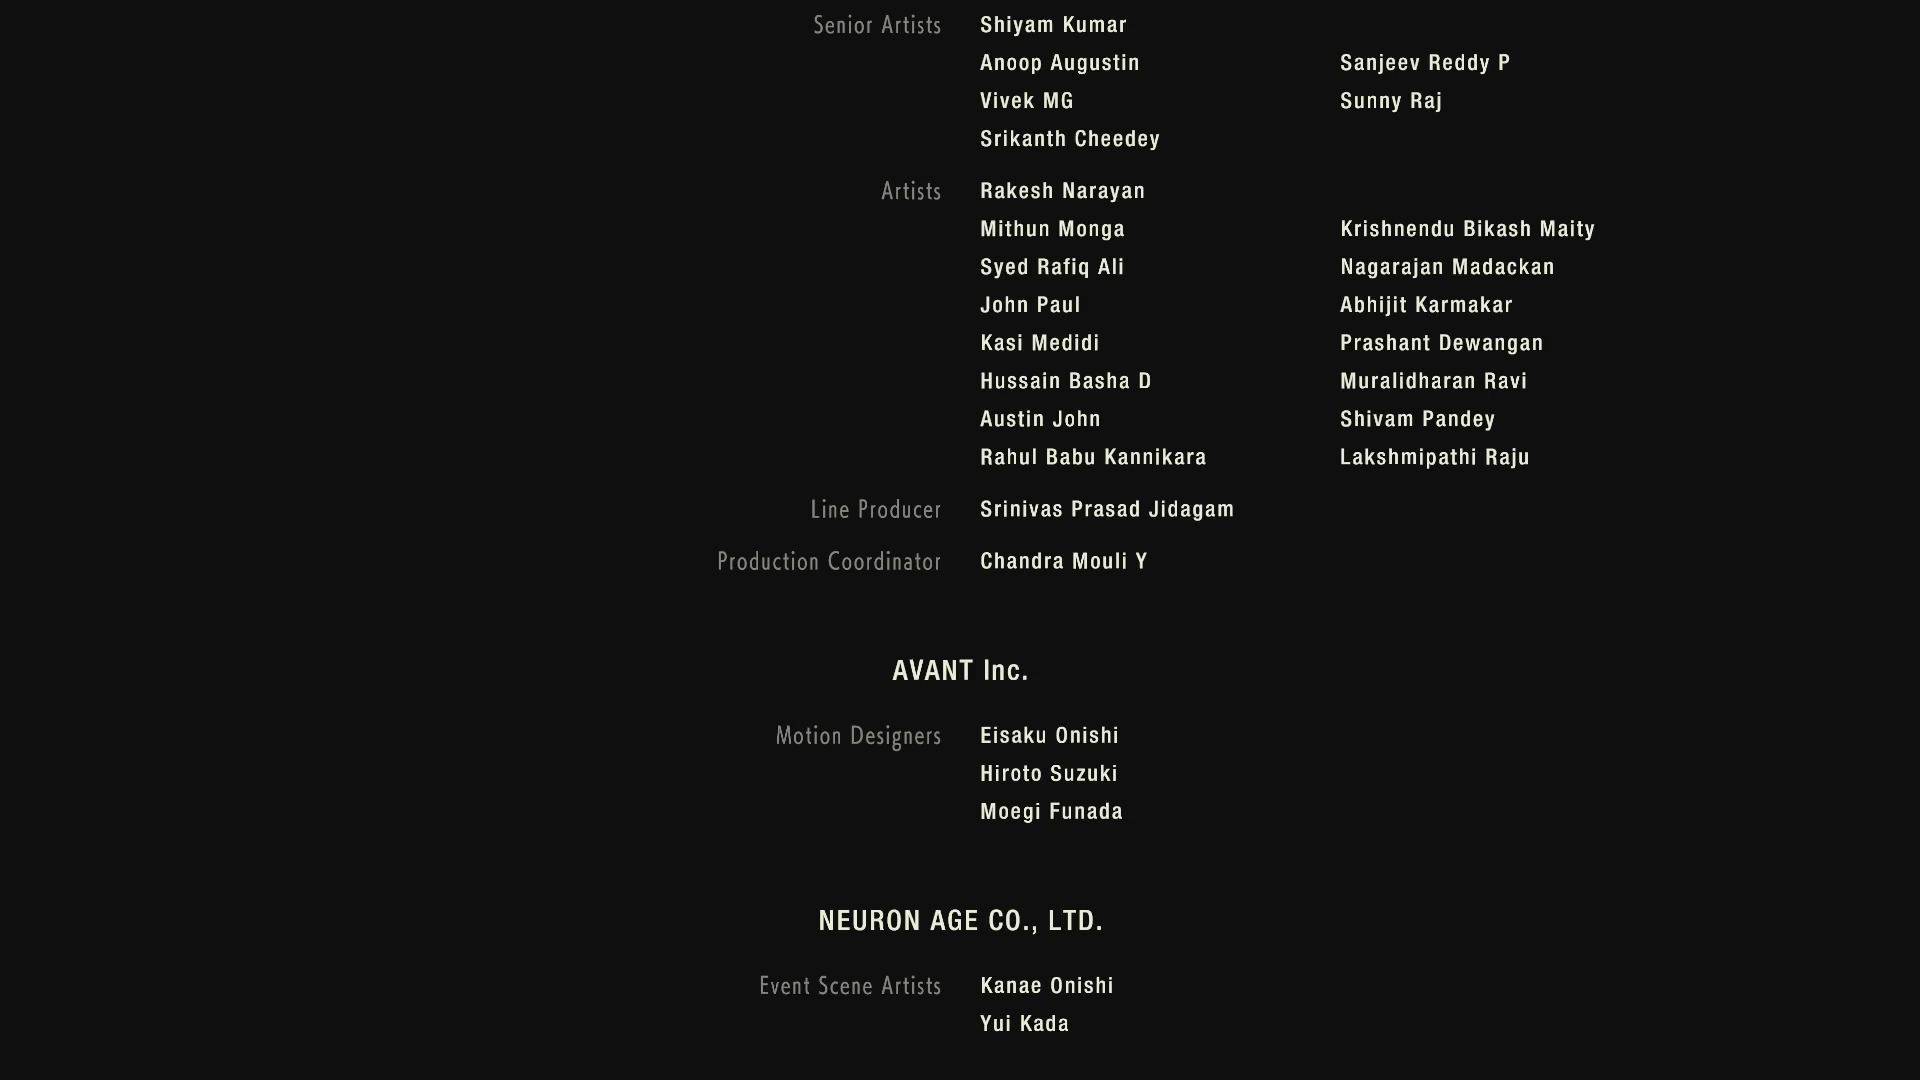 Senior Artists Shiyam Kumar
Anoop Augustin Sanjeev Reddy P
Vivek MG Sunny Raj
Srikanth Cheedey
Artists Rakesh Narayan
Mithun Monga Krishnendu Bikash Maity
Syed Rafiq Ali Nagarajan Madackan
John Paul Abhijit Karmakar
Kasi Medidi Prashant Dewangan
Hussain Basha D Muralidharan Ravi
Austin John Shivam Pandey
Rahul Babu Kannikara Lakshmipathi Raju
Line Producer Srinivas Prasad Jidagam
Production Coordinator Chandra Mouli Y
AVANT Inc.
Motion Designers Eisaku Onishi
Hiroto Suzuki
Moegi Funada
NEURON AGE CO., LTD.
Event Scene Artists Kanae Onishi
Yui Kada